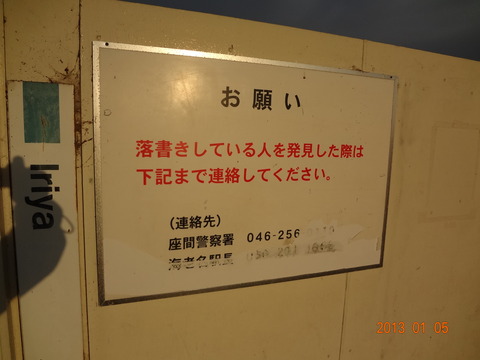 お願い
落書きしている人を発見した際は
下記まで連絡してください。
(連絡先)
座間警察署 046-256
海老名駅長
Iriya
2013 01 05